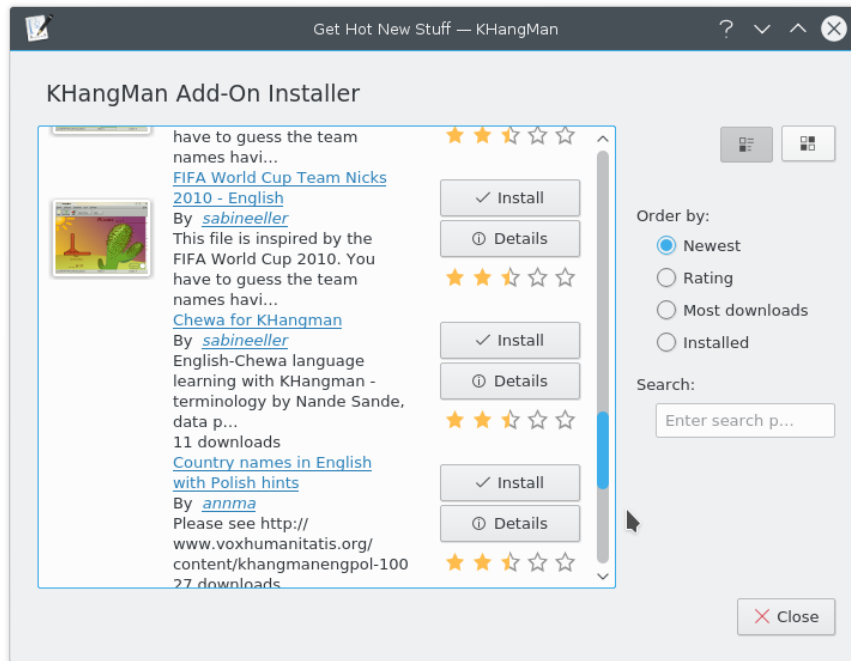 Get Hot New Stuff — KHangMan
KHangMan Add-On Installer
have to guess the team
names havi...
FIFA World Cup Team Nicks
2010 - English
By sabineeller
This file is inspired by the
FIFA World Cup 2010. You
have to guess the team
names havi...
Install
Details
Chewa for KHangman
By sabineeller
English-Chewa language
learning with KHangman -
terminology by Nande Sande,
data p...
11 downloads
Install
Details
Country names in English
with Polish hints
By annma
Please see http://
www.voxhumanitatis.org/
content/khangmanengpol-100
27 downloads
Install
Details
Order by:
Newest
Rating
Most downloads
Installed
Search:
Enter search p...
Close